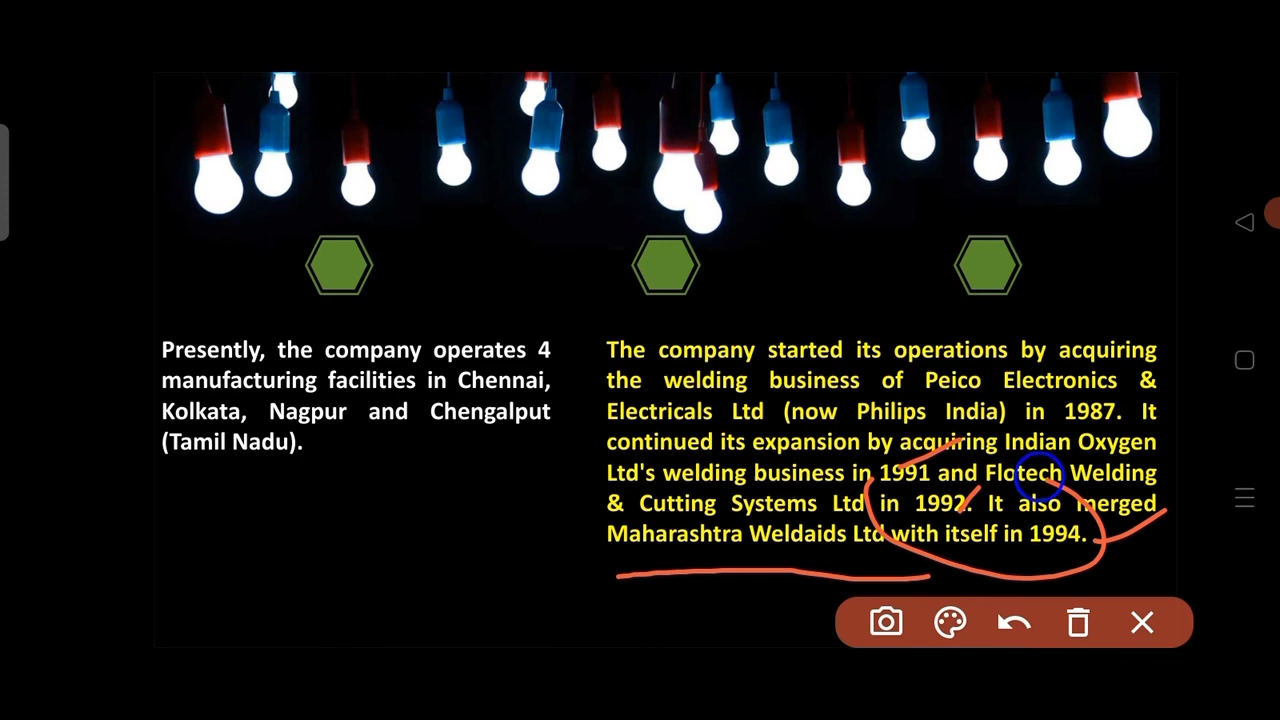 Presently, the company operates 4
manufacturing facilities in Chennai,
Kolkata, Nagpur and Chengalput
(Tamil Nadu).
The company started its operations by acquiring
the welding business of Peico Electronics &
Electricals Ltd (now Philips India) in 1987. It
continued its expansion by acquiring Indian Oxygen
Ltd's welding business in 1991 and Flotech Welding
& Cutting Systems Ltd in 1992. It also merged
Maharashtra Weldaids Ltd with itself in 1994.